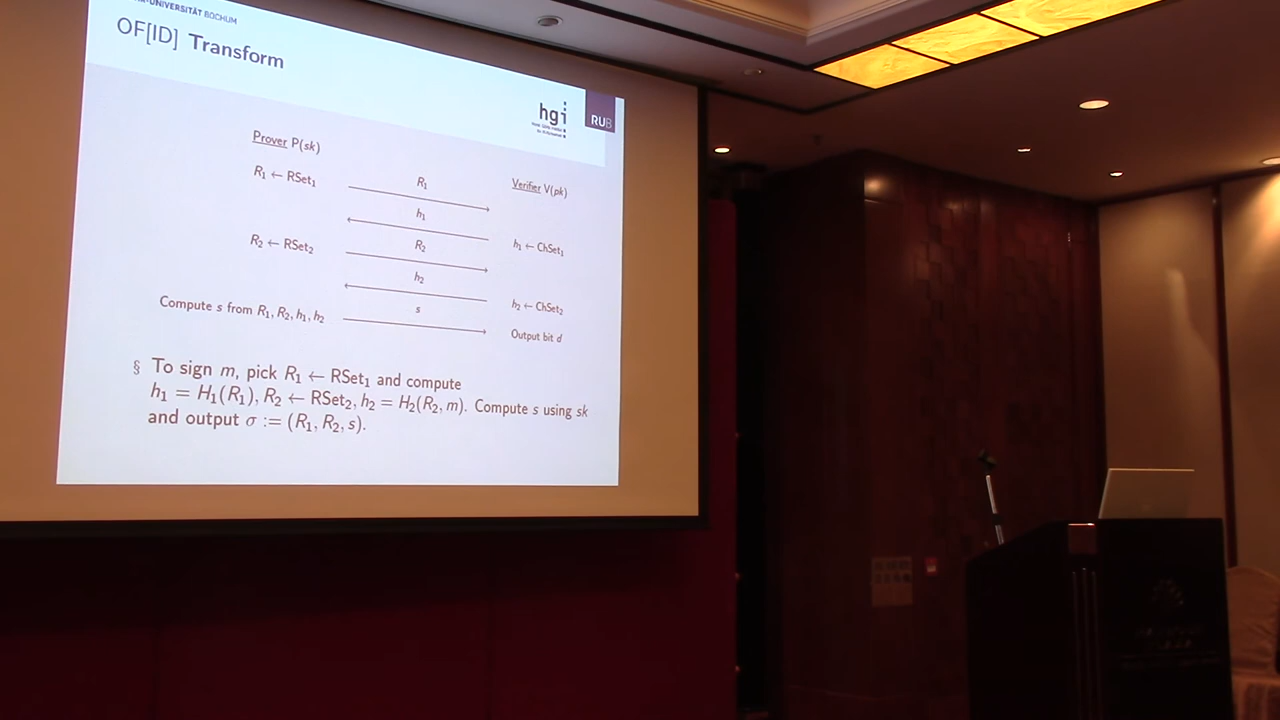 -UNIVERSITÄT BOCHUM
OF[ID] Transform
hgi
RUB
Prover P(sk)
Verifier V(pk)
R₁ ← RSet₁
R₁
h₁
h₁ ← ChSet₁
R₂ ← RSet₂
R₂
h₂
h₂ ← ChSet₂
Compute s from R₁, R₂, h₁, h₂
s
Output bit d
§ To sign m, pick R₁ ← RSet₁ and compute
h₁ = H₁(R₁), R₂ ← RSet₂, h₂ = H₂(R₂, m). Compute s using sk
and output σ := (R₁, R₂, s).